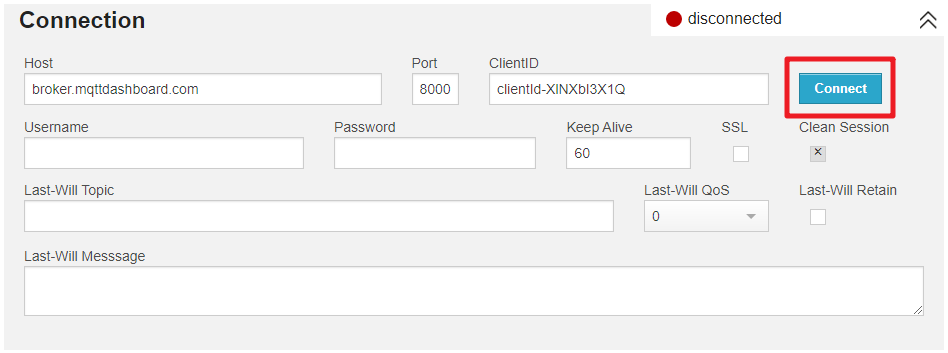 Connection
disconnected
Host Port ClientID
broker.mqttdashboard.com 8000 clientId-XlNXbI3X1Q Connect
Username Password Keep Alive SSL Clean Session
60
Last-Will Topic Last-Will QoS Last-Will Retain
0
Last-Will Messsage